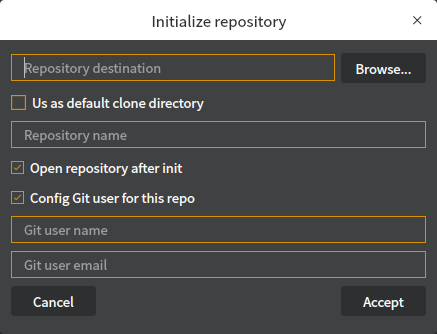 Initialize repository
Repository destination
Browse...
Us as default clone directory
Repository name
Open repository after init
Config Git user for this repo
Git user name
Git user email
Cancel
Accept